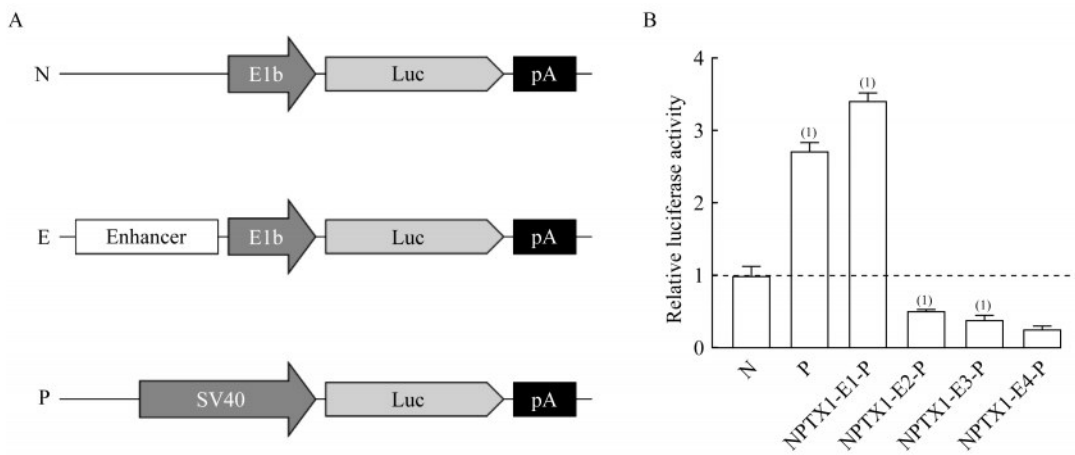 A
N E1b Luc pA
E Enhancer E1b Luc pA
P SV40 Luc pA
B
Relative luciferase activity
4
3
2
1
0
(1)
(1)
(1)
(1)
N
P
NPTX1-E1-P
NPTX1-E2-P
NPTX1-E3-P
NPTX1-E4-P